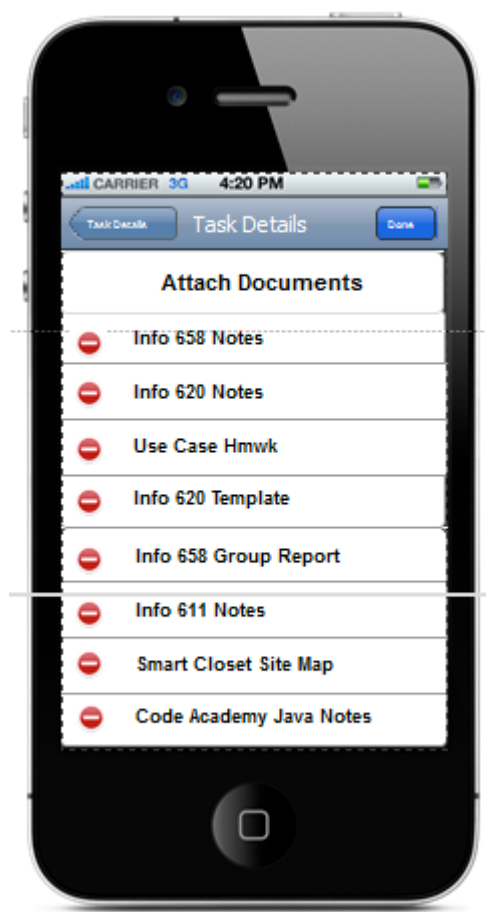 CARRIER 3G 4:20 PM
Task Details Task Details Done
Attach Documents
Info 658 Notes
Info 620 Notes
Use Case Hmwk
Info 620 Template
Info 658 Group Report
Info 611 Notes
Smart Closet Site Map
Code Academy Java Notes